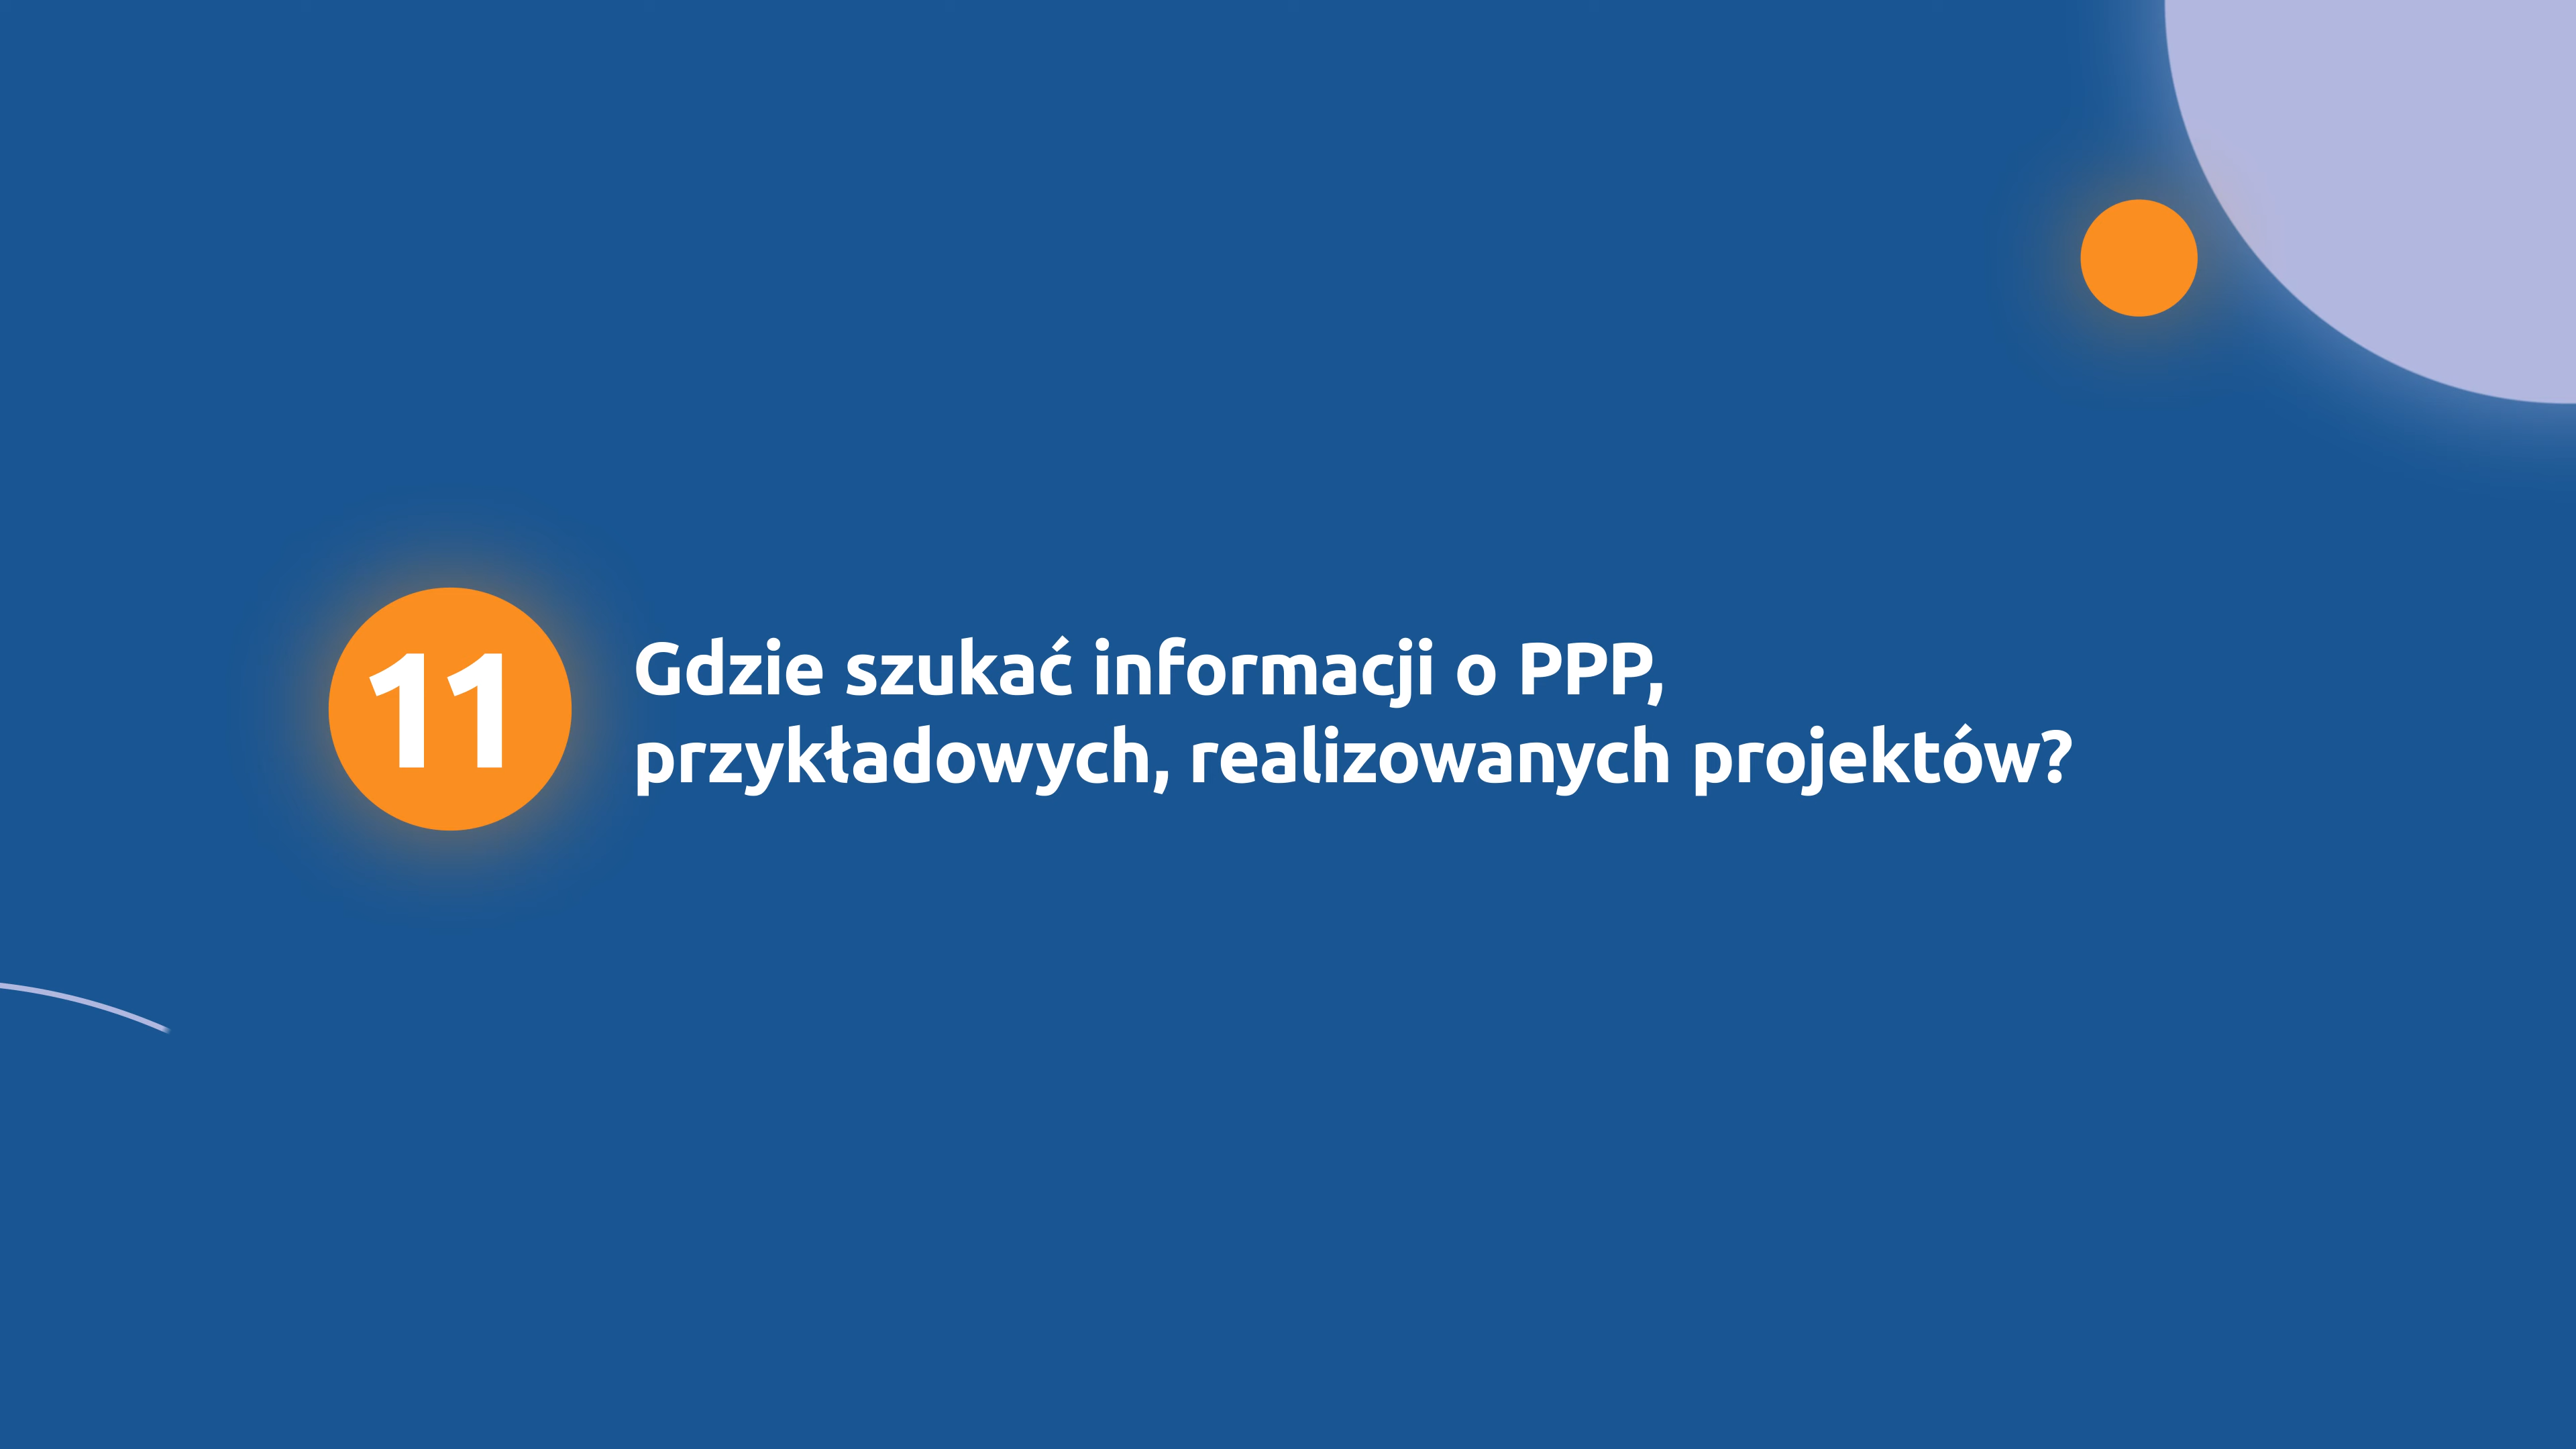 11
Gdzie szukać informacji o PPP,
przykładowych, realizowanych projektów?